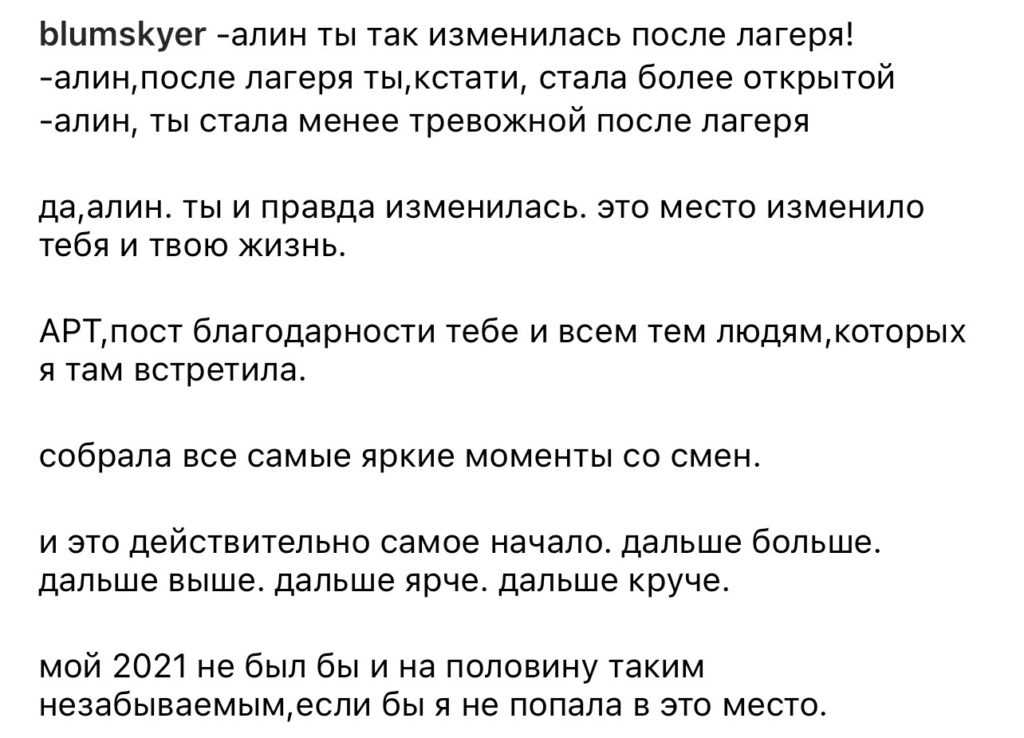 blumskyer -алин ты так изменилась после лагеря!
-алин,после лагеря ты,кстати, стала более открытой
-алин, ты стала менее тревожной после лагеря
да,алин. ты и правда изменилась. это место изменило
тебя и твою жизнь.
АРТ,пост благодарности тебе и всем тем людям,которых
я там встретила.
собрала все самые яркие моменты со смен.
и это действительно самое начало. дальше больше.
дальше выше. дальше ярче. дальше круче.
мой 2021 не был бы и на половину таким
незабываемым,если бы я не попала в это место.